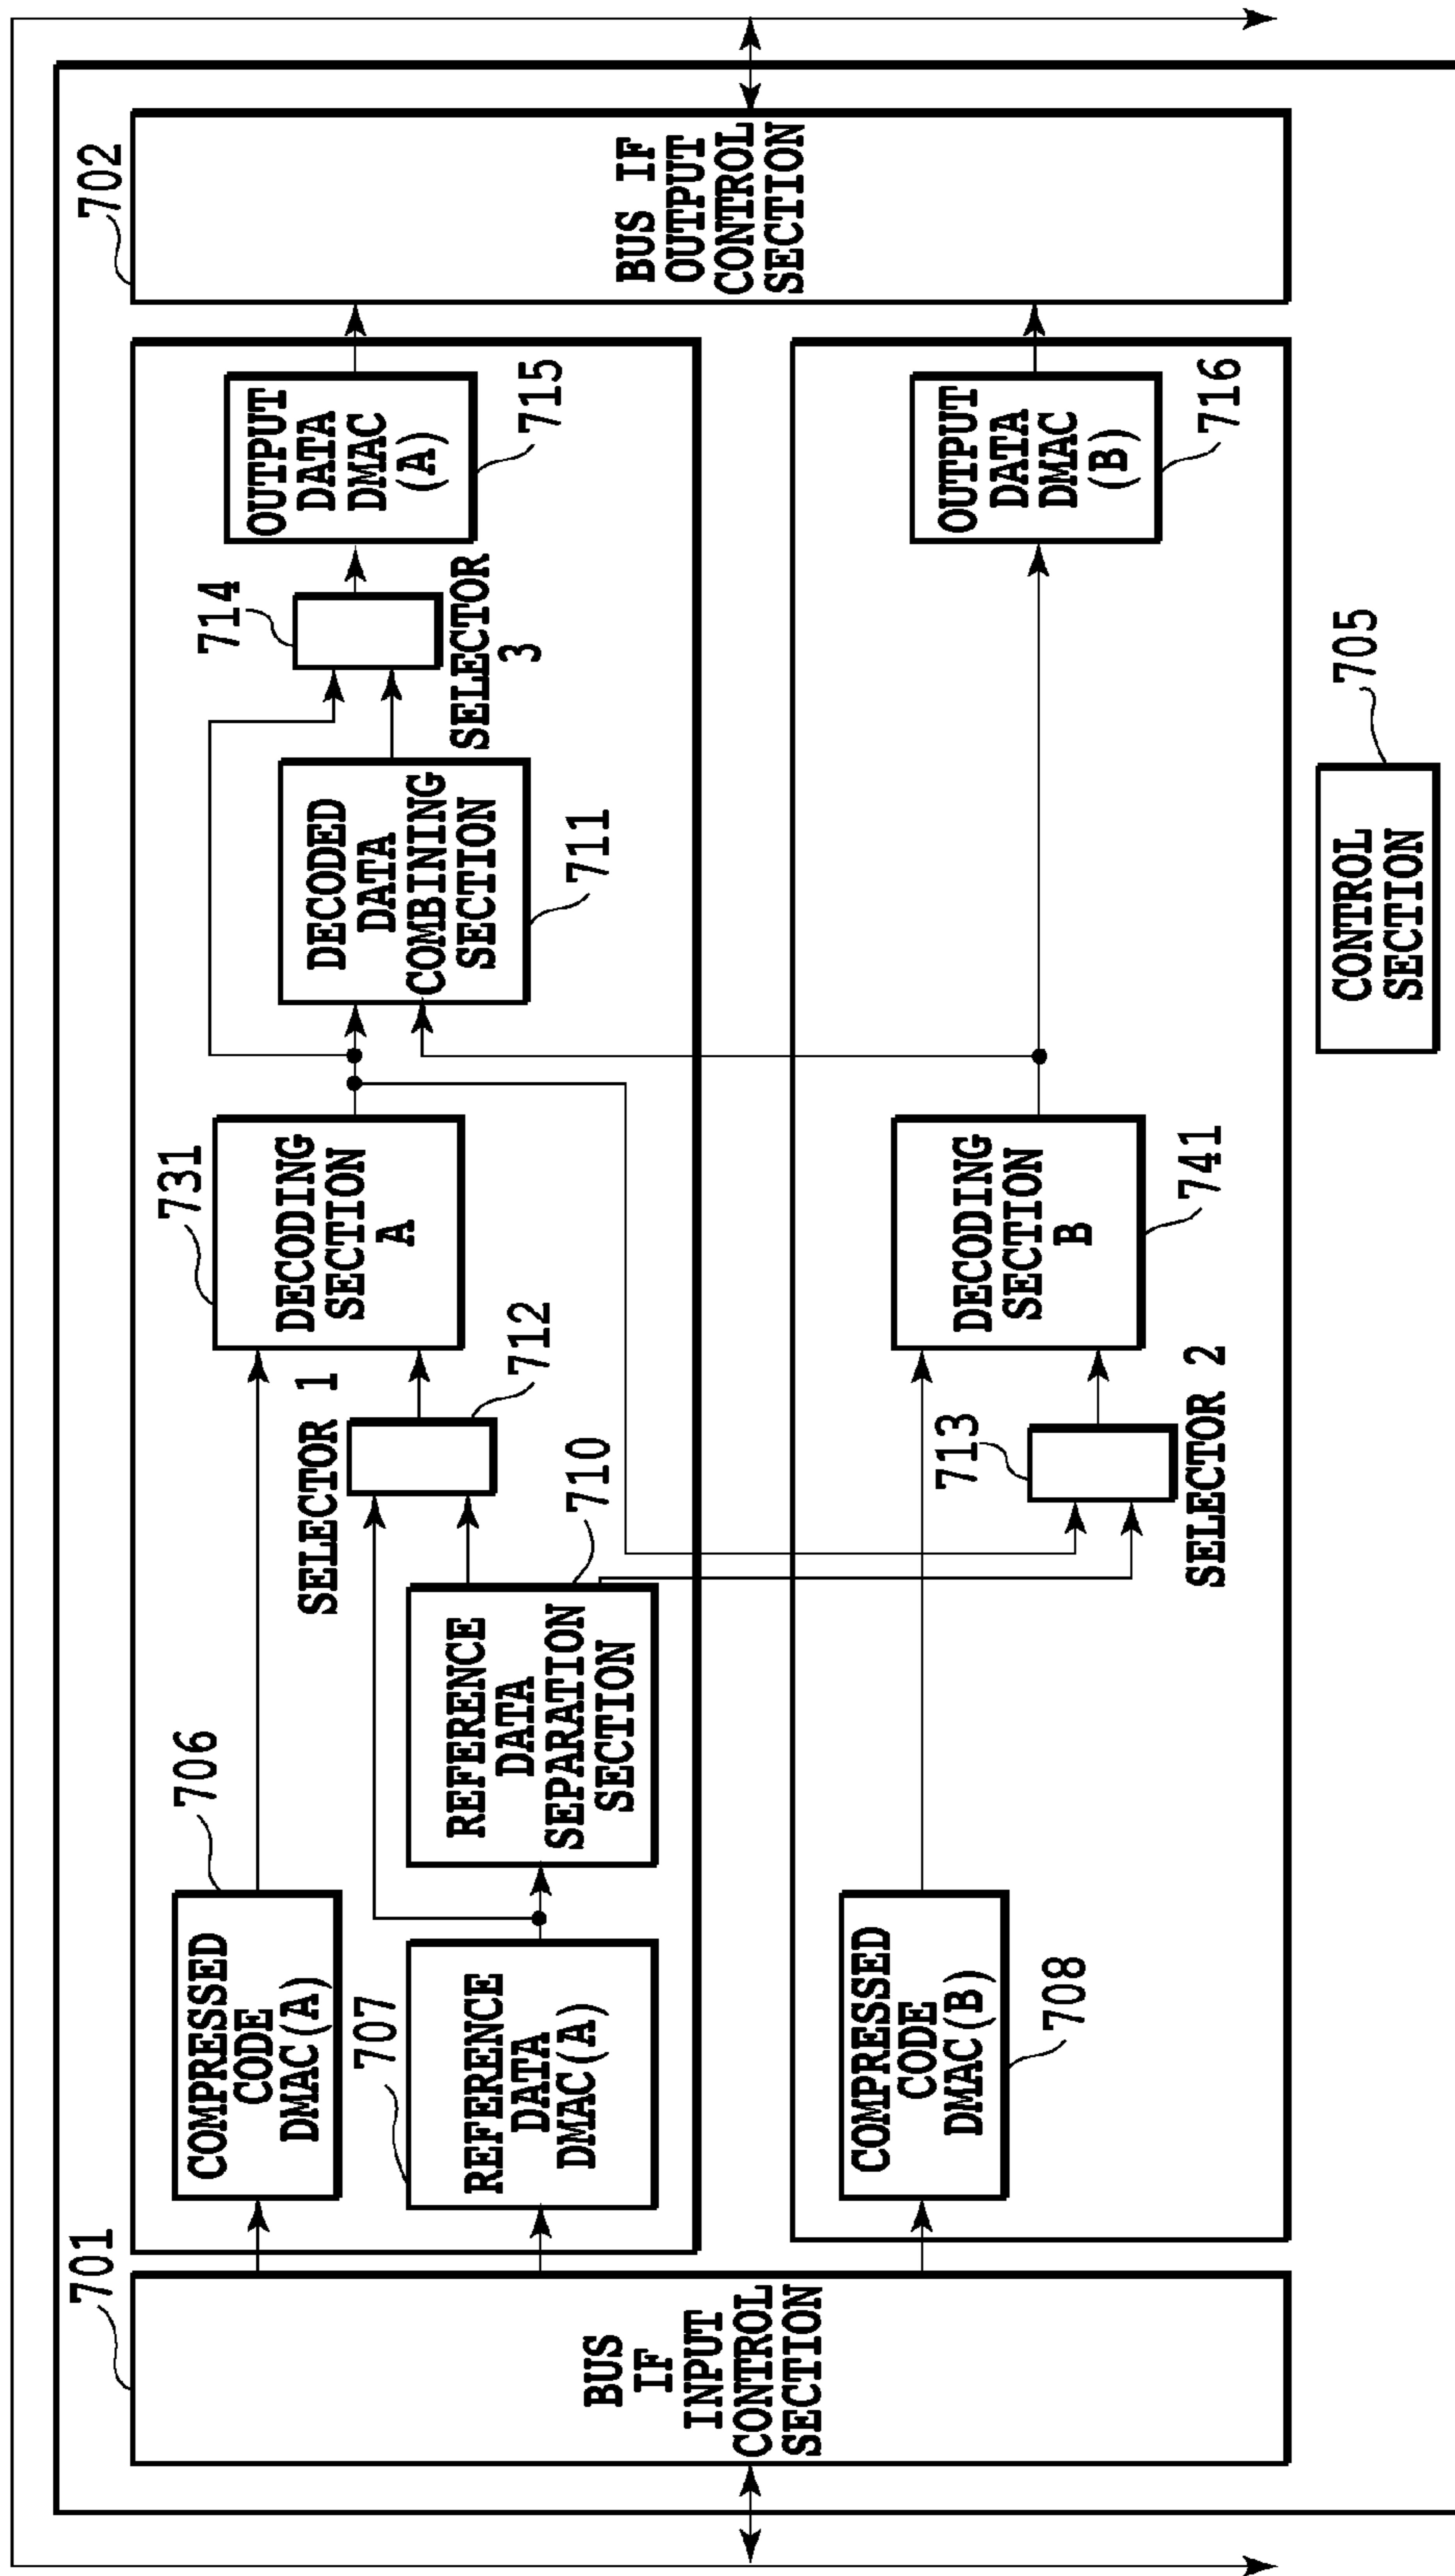 701
BUS
IF
INPUT
CONTROL
SECTION
706
COMPRESSED
CODE
DMAC(A)
707
REFERENCE
DATA
DMAC(A)
710
REFERENCE
DATA
SEPARATION
SECTION
SELECTOR 1
712
731
DECODING
SECTION
A
DECODED
DATA
COMBINING
SECTION
711
714
SELECTOR
3
OUTPUT
DATA
DMAC
(A)
715
702
BUS IF
OUTPUT
CONTROL
SECTION
COMPRESSED
CODE
DMAC(B)
708
713
SELECTOR 2
DECODING
SECTION
B
741
OUTPUT
DATA
DMAC
(B)
716
CONTROL
SECTION
705